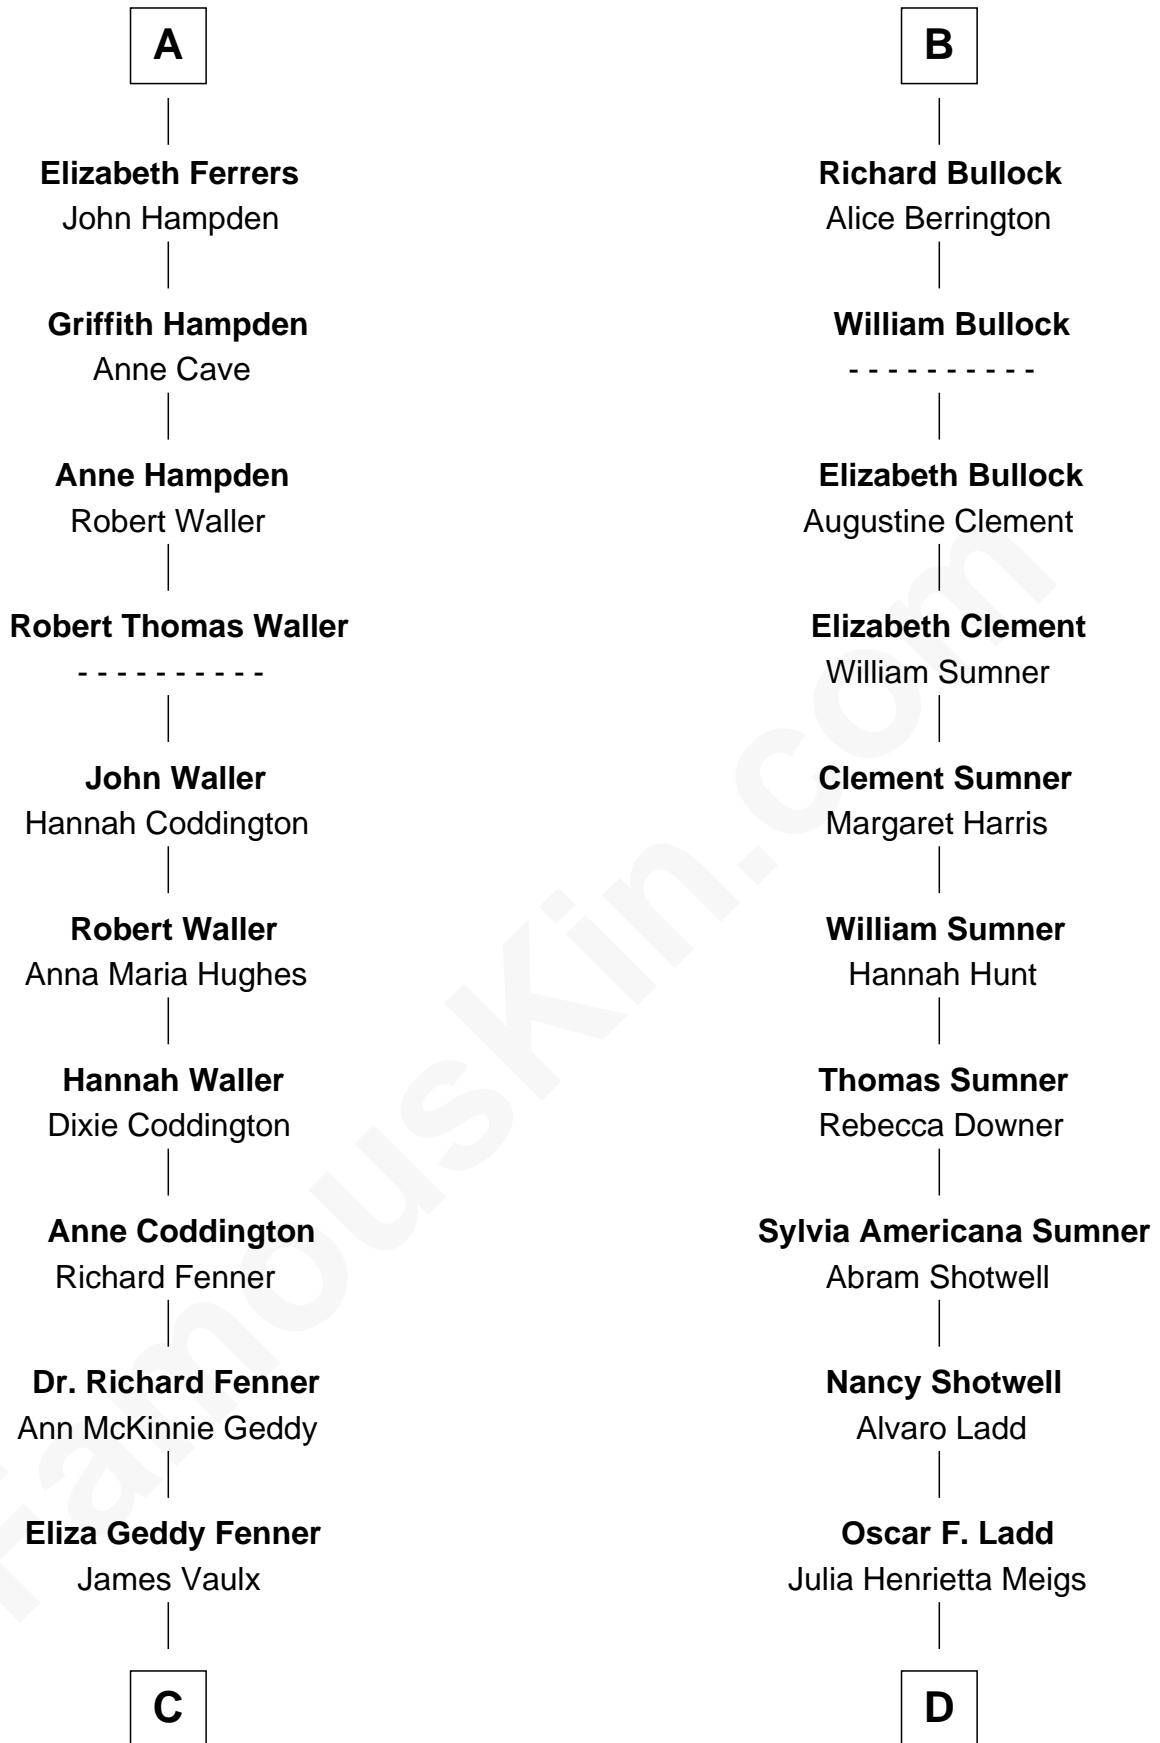 A
Elizabeth Ferrers
John Hampden
Griffith Hampden
Anne Cave
Anne Hampden
Robert Waller
Robert Thomas Waller
- - - - - - - - - -
John Waller
Hannah Coddington
Robert Waller
Anna Maria Hughes
Hannah Waller
Dixie Coddington
Anne Coddington
Richard Fenner
Dr. Richard Fenner
Ann McKinnie Geddy
Eliza Geddy Fenner
James Vaulx
C
B
Richard Bullock
Alice Berrington
William Bullock
- - - - - - - - - -
Elizabeth Bullock
Augustine Clement
Elizabeth Clement
William Sumner
Clement Sumner
Margaret Harris
William Sumner
Hannah Hunt
Thomas Sumner
Rebecca Downer
Sylvia Americana Sumner
Abram Shotwell
Nancy Shotwell
Alvaro Ladd
Oscar F. Ladd
Julia Henrietta Meigs
D
FamousKin.com